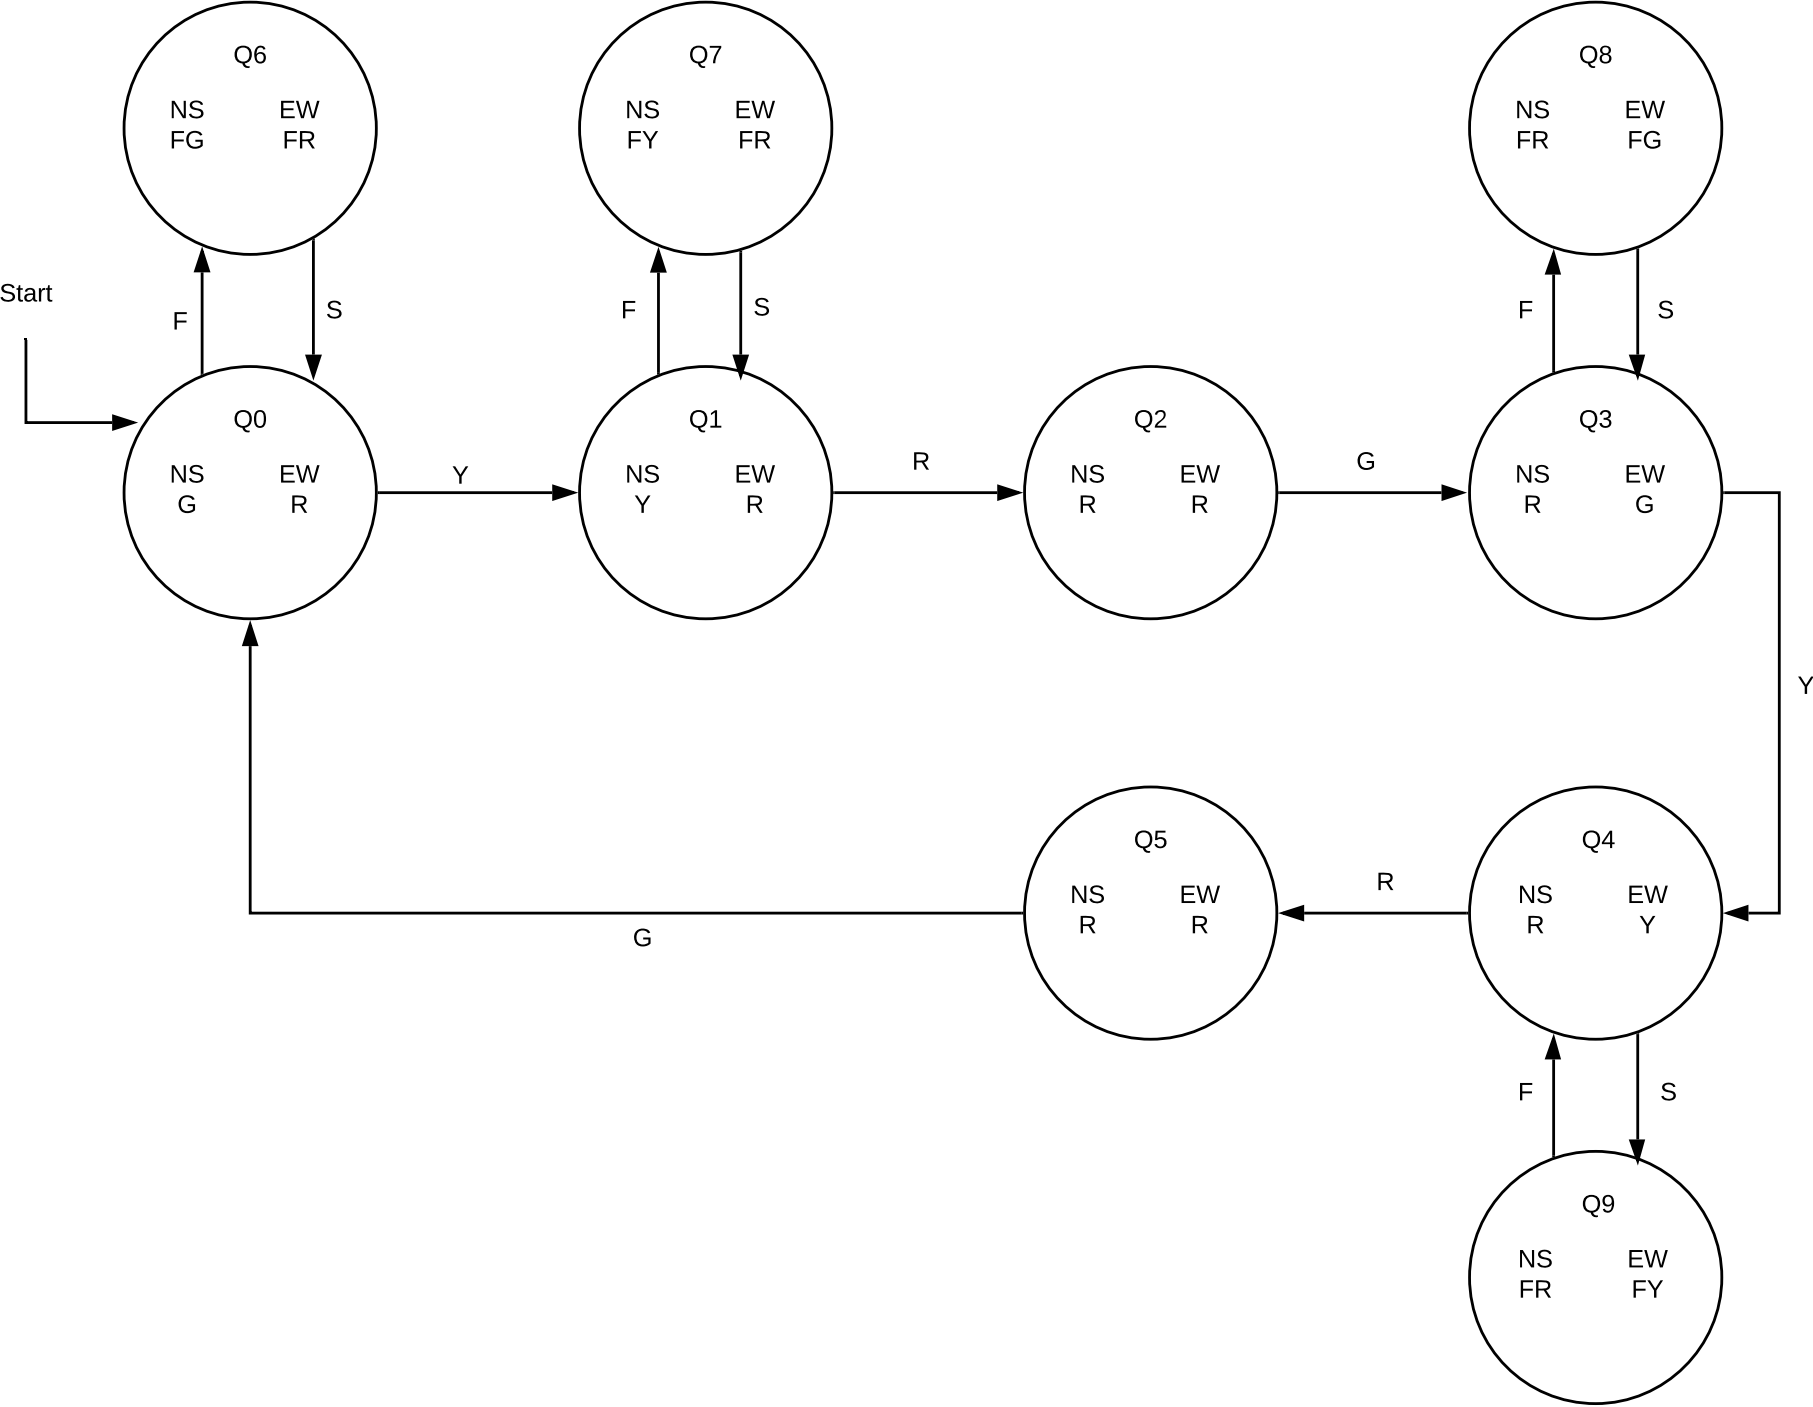 Q6
NS EW
FG FR
Q7
NS EW
FY FR
Q8
NS EW
FR FG
Start
F
S
F
S
F
S
Q0
NS EW
G R
Y
Q1
NS EW
Y R
R
Q2
NS EW
R R
G
Q3
NS EW
R G
Y
Q5
NS EW
R R
R
Q4
NS EW
R Y
G
F
S
Q9
NS EW
FR FY